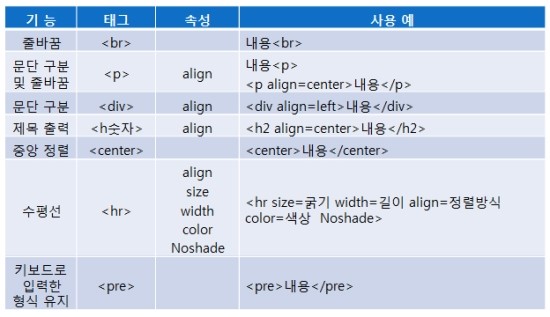 기 능 태그 속성 사용 예
줄바꿈 <br> 내용<br>
문단 구분 및 줄바꿈 <p> align 내용<p>
<p align=center>내용</p>
문단 구분 <div> align <div align=left>내용</div>
제목 출력 <h숫자> align <h2 align=center>내용</h2>
중앙 정렬 <center> <center>내용</center>
수평선 <hr> align
size
width
color
Noshade
<hr size=굵기 width=길이 align=정렬방식
color=색상 Noshade>
키보드로
입력한
형식 유지
<pre> <pre>내용</pre>